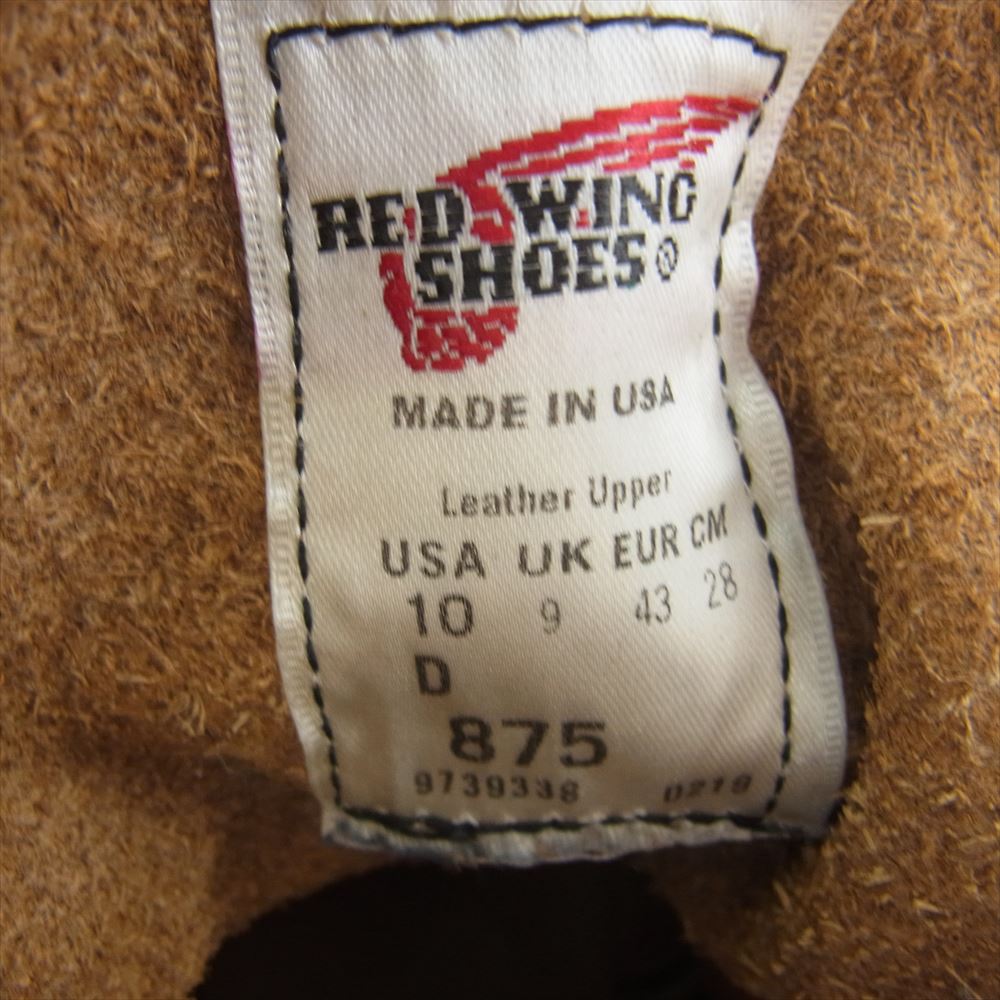 RED WING
SHOES®
MADE IN USA
Leather Upper
USA UK EUR CM
10 9 43 28
D
875
9739338 0219